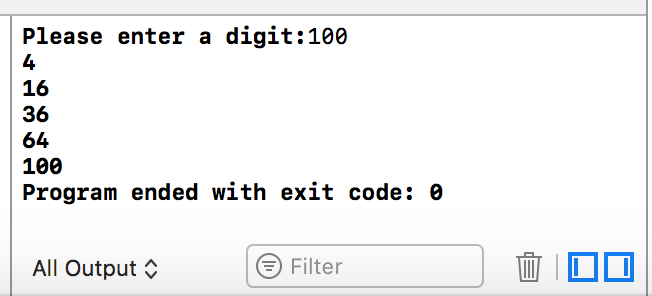 Please enter a digit:100
4
16
36
64
100
Program ended with exit code: 0
All Output
Filter